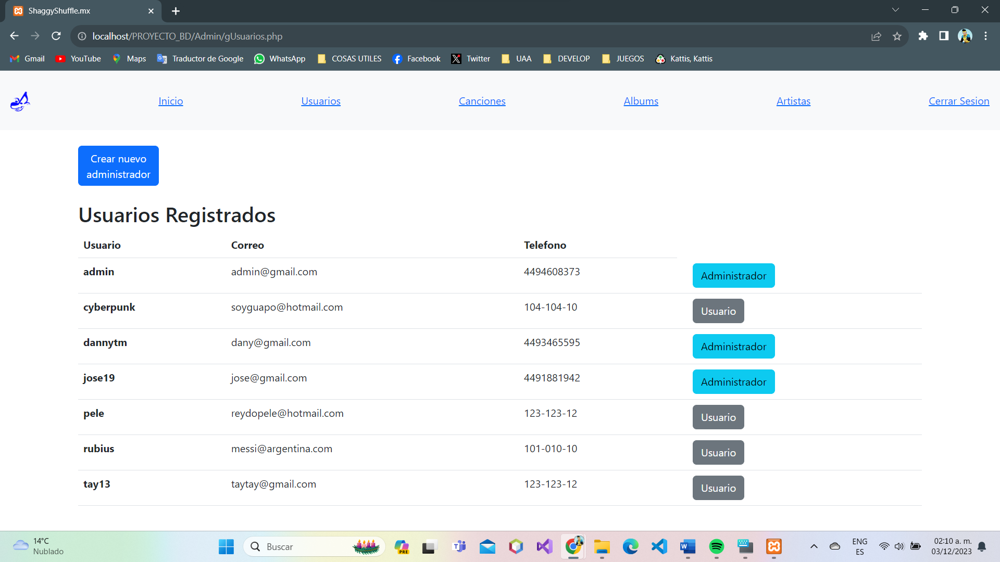 ShaggyShuffle.mx
localhost/PROYECTO_BD/Admin/gUsuarios.php
Gmail YouTube Maps Traductor de Google WhatsApp COSAS UTILES Facebook Twitter UAA DEVELOP JUEGOS Kattis, Kattis
Inicio Usuarios Canciones Albums Artistas Cerrar Sesion
Crear nuevo
administrador
Usuarios Registrados
Usuario Correo Telefono
admin admin@gmail.com 4494608373 Administrador
cyberpunk soyguapo@hotmail.com 104-104-10 Usuario
dannytm dany@gmail.com 4493465595 Administrador
jose19 jose@gmail.com 4491881942 Administrador
pele reydopele@hotmail.com 123-123-12 Usuario
rubius messi@argentina.com 101-010-10 Usuario
tay13 taytay@gmail.com 123-123-12 Usuario
14°C
Nublado
Buscar
PRE
ENG
ES
02:10 a. m.
03/12/2023